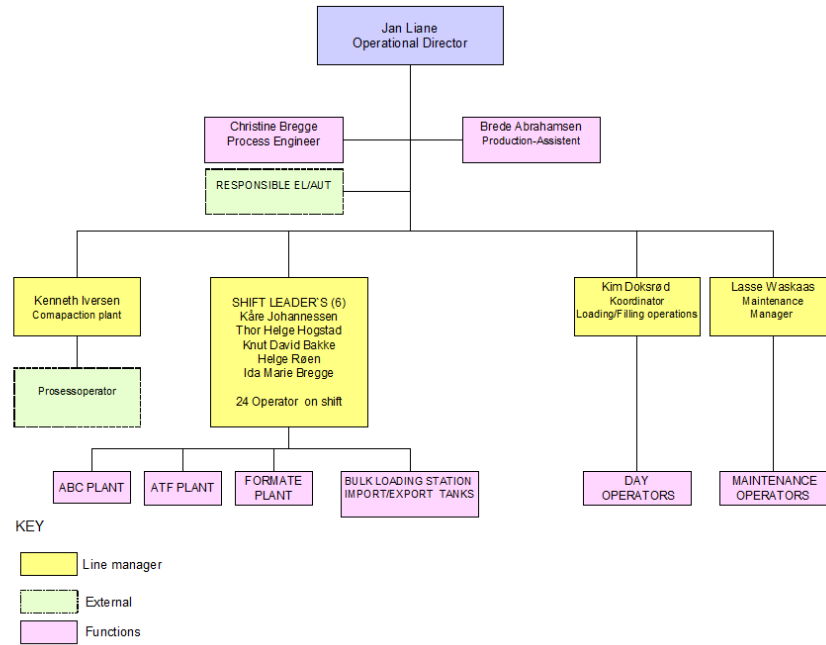 Jan Liane
Operational Director
Christine Bregge
Process Engineer
Brede Abrahamsen
Production-Assistent
RESPONSIBLE EL/AUT
Kenneth Iversen
Comapaction plant
SHIFT LEADER`S (6)
Kåre Johannessen
Thor Helge Hogstad
Knut David Bakke
Helge Røen
Ida Marie Bregge
24 Operator on shift
Kim Doksrød
Koordinator
Loading/Filling operations
Lasse Waskaas
Maintenance
Manager
Prosessoperator
ABC PLANT
ATF PLANT
FORMATE
PLANT
BULK LOADING STATION
IMPORT/EXPORT TANKS
DAY
OPERATORS
MAINTENANCE
OPERATORS
KEY
Line manager
External
Functions